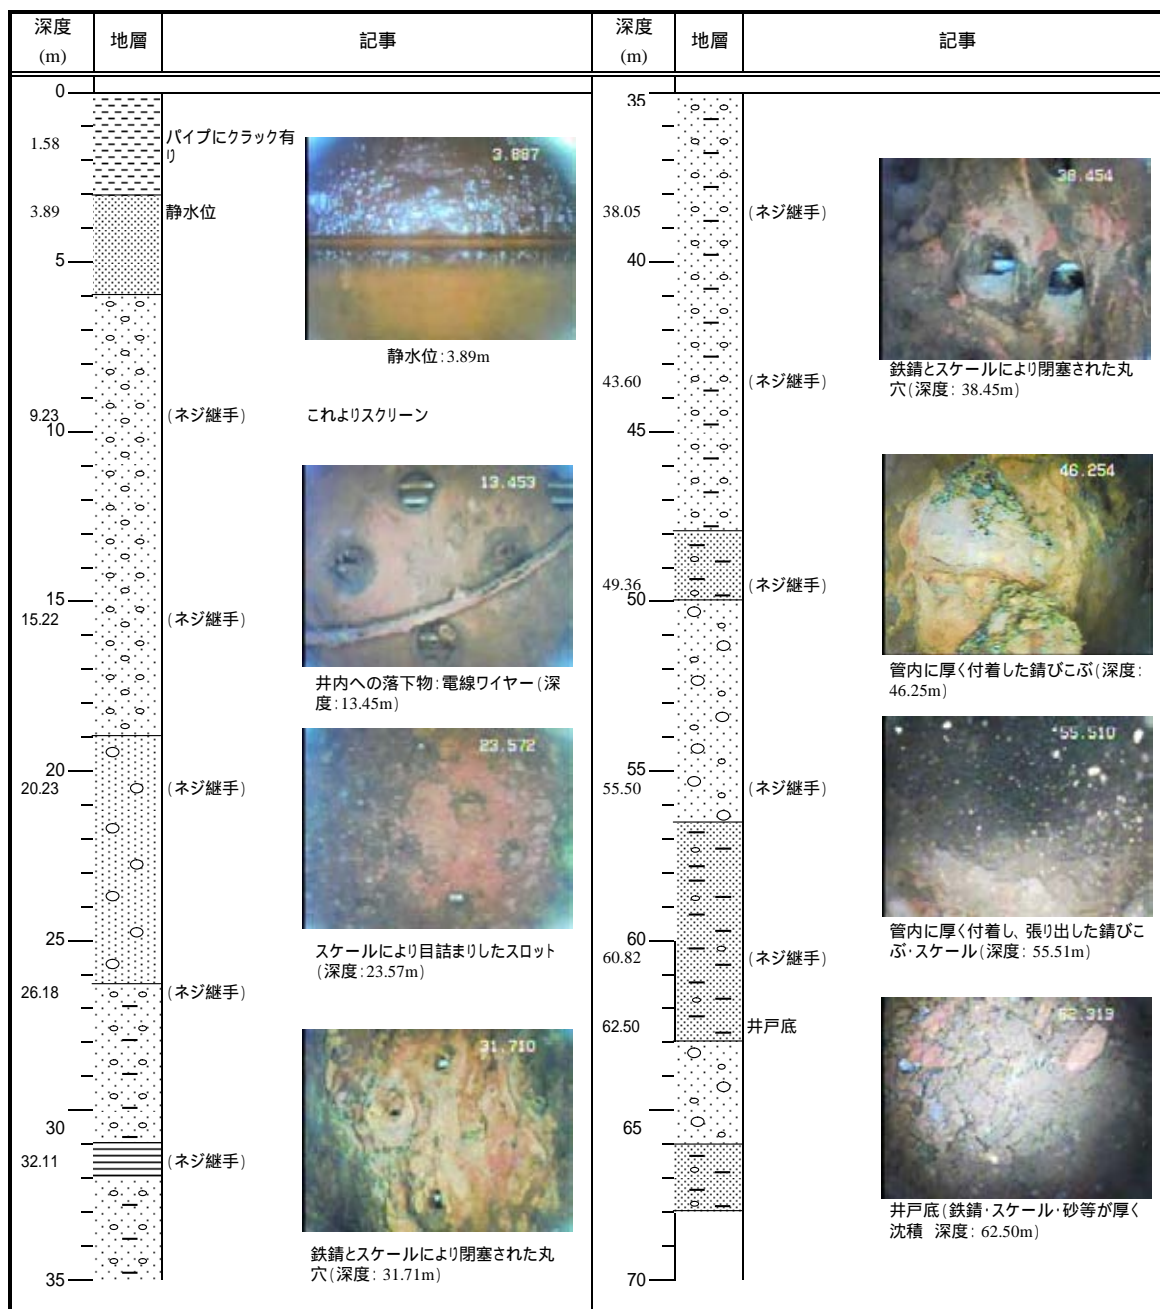 深度
(m)
地層
記事
0
1.58
パイプにクラック有
り
3.89
静水位
3.887
5
静水位:3.89m
9.23
(ネジ継手)
これよりスクリーン
10
13.453
15
15.22
(ネジ継手)
井内への落下物:電線ワイヤー(深
度:13.45m)
23.572
20
20.23
(ネジ継手)
25
スケールにより目詰まりしたスロット
(深度:23.57m)
26.18
(ネジ継手)
31.710
30
32.11
(ネジ継手)
鉄錆とスケールにより閉塞された丸
穴(深度: 31.71m)
35
深度
(m)
地層
記事
35
38.454
38.05
(ネジ継手)
40
鉄錆とスケールにより閉塞された丸
穴(深度: 38.45m)
43.60
(ネジ継手)
45
46.254
49.36
(ネジ継手)
50
管内に厚く付着した錆びこぶ(深度:
46.25m)
55.510
55
55.50
(ネジ継手)
管内に厚く付着し、張り出した錆びこ
ぶ・スケール(深度: 55.51m)
60
60.82
(ネジ継手)
62.319
62.50
井戸底
65
井戸底(鉄錆・スケール・砂等が厚く
沈積 深度: 62.50m)
70